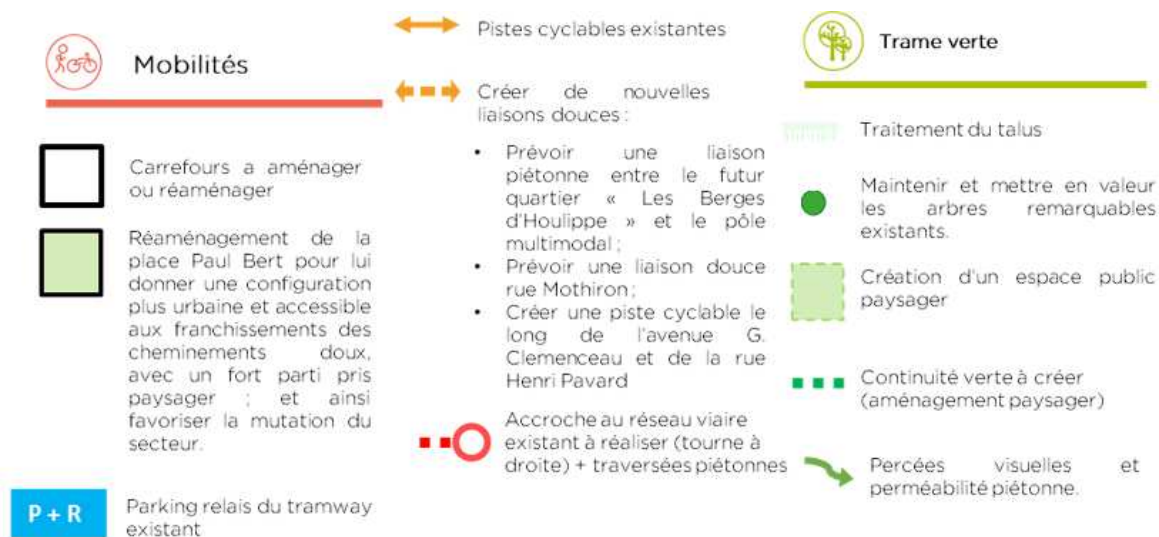 Mobilités
Carrefours a aménager
ou réaménager
Réaménagement de la
place Paul Bert pour lui
donner une configuration
plus urbaine et accessible
aux franchissements des
cheminements doux,
avec un fort parti pris
paysager ; et ainsi
favoriser la mutation du
secteur.
P + R
Parking relais du tramway
existant
Pistes cyclables existantes
Créer de nouvelles
liaisons douces :
• Prévoir une liaison
piétonne entre le futur
quartier « Les Berges
d'Houlippe » et le pôle
multimodal ;
• Prévoir une liaison douce
rue Mothiron ;
• Créer une piste cyclable le
long de l'avenue G.
Clemenceau et de la rue
Henri Pavard
Accroche au réseau viaire
existant à réaliser (tourne à
droite) + traversées piétonnes
Trame verte
Traitement du talus
Maintenir et mettre en valeur
les arbres remarquables
existants.
Création d'un espace public
paysager
Continuité verte à créer
(aménagement paysager)
Percées visuelles et
perméabilité piétonne.